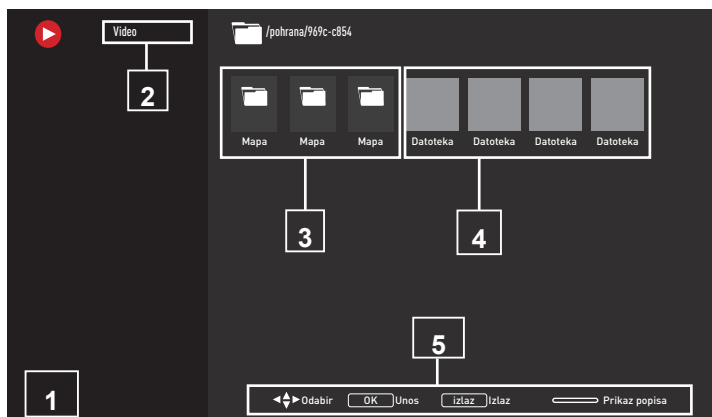 Video
/pohrana/969c-c854
2
Mapa Mapa Mapa Datoteka Datoteka Datoteka Datoteka
3 4
5
1
Odabir OK Unos izlaz Izlaz Prikaz popisa